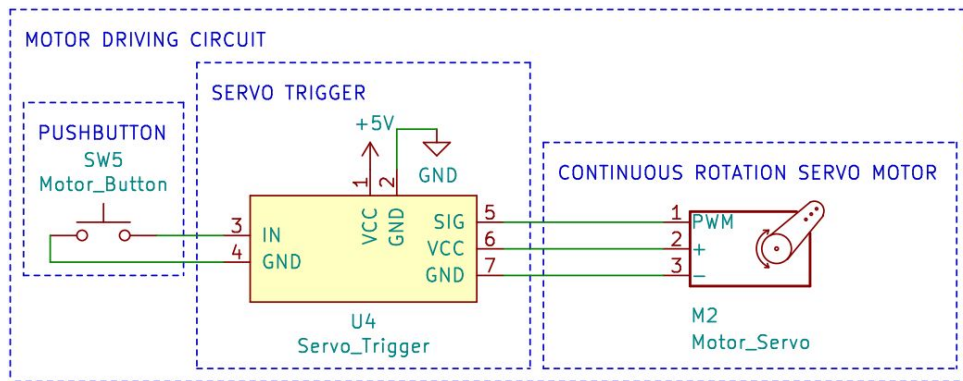 MOTOR DRIVING CIRCUIT
SERVO TRIGGER
PUSHBUTTON
SW5
Motor_Button
+5V
GND
CONTINUOUS ROTATION SERVO MOTOR
1
2
VCC
GND
3
IN
4
GND
SIG
5
VCC
6
GND
7
1
PWM
2
+
3
-
U4
Servo_Trigger
M2
Motor_Servo